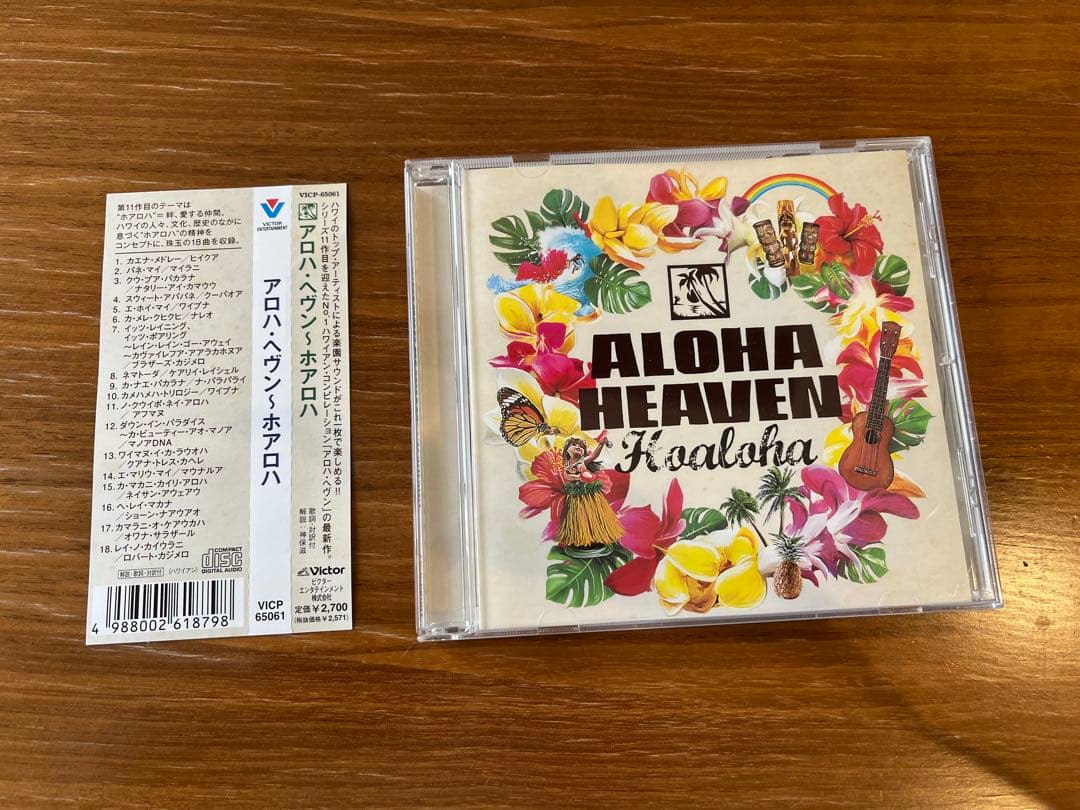 第11作目のテーマは
"ホアロハ"=絆、愛する仲間。
ハワイの人々、文化、歴史のなかに
息づく"ホアロハ"の精神を
コンセプトに、珠玉の18曲を収録。
1. カエナ・メドレー/ヒイクア
2. パネ・マイ/マイラニ
3. クウ・プア・パカラナ
/ナタリー・アイ・カマウウ
4. スウィート・アパパネ/クーパオア
5. エ・ホイ・マイ/ワイプナ
6. カ・メレ・クヒクヒ/ナレオ
7. イッツ・レイニング、
イッツ・ポアリング
~レイン・レイン・ゴー・アウェイ
~カヴァイレフア・アアラカホヌア
/ブラザーズ・カジメロ
8. ネマトーダ/ケアリイ・レイシェル
9. カ・ナエ・パカラナ/ナ・パラパライ
10. カメハメハ・トリロジー/ワイプナ
11. ノ・クウイポ・ネイ・アロハ
/アフマヌ
12. ダウン・イン・パラダイス
~カ・ビューティー・アオ・マノア
/マノアDNA
13. ワイマヌ・イ・カ・ラウオハ
/クアナ・トレス・カヘレ
14. エ・マリウ・マイ/マウナルア
15. カ・マカニ・カイリ・アロハ
/ネイサン・アウェアウ
16. ヘ・レイ・マカナ
/ショーン・ナアウアオ
17. カマラニ・オ・ケアウカハ
/オワナ・サラザール
18. レイ・ノ・カイウラニ
/ロバート・カジメロ
COMPACT
disc
DIGITAL AUDIO
解説・歌詞・対訳付
(ハワイアン)
4 988002 618798
VICTOR
ENTERTAINMENT
アロハ・ヘヴン~ホアロハ
VICP
65061
VICP-65061
ハワイのトップ・アーティストによる楽園サウンドがこれ一枚で楽しめる!!
シリーズ11作目を迎えたNo.1ハワイアン・コンピレーション「アロハ・ヘヴン」の最新作。
アロハ・ヘヴン~ホアロハ
歌詞・対訳付
解説:神保滋
Victor
ビクター
エンタテインメント
株式会社
定価¥2,700
(税抜価格¥2,571)
ALOHA
HEAVEN
Hoaloha